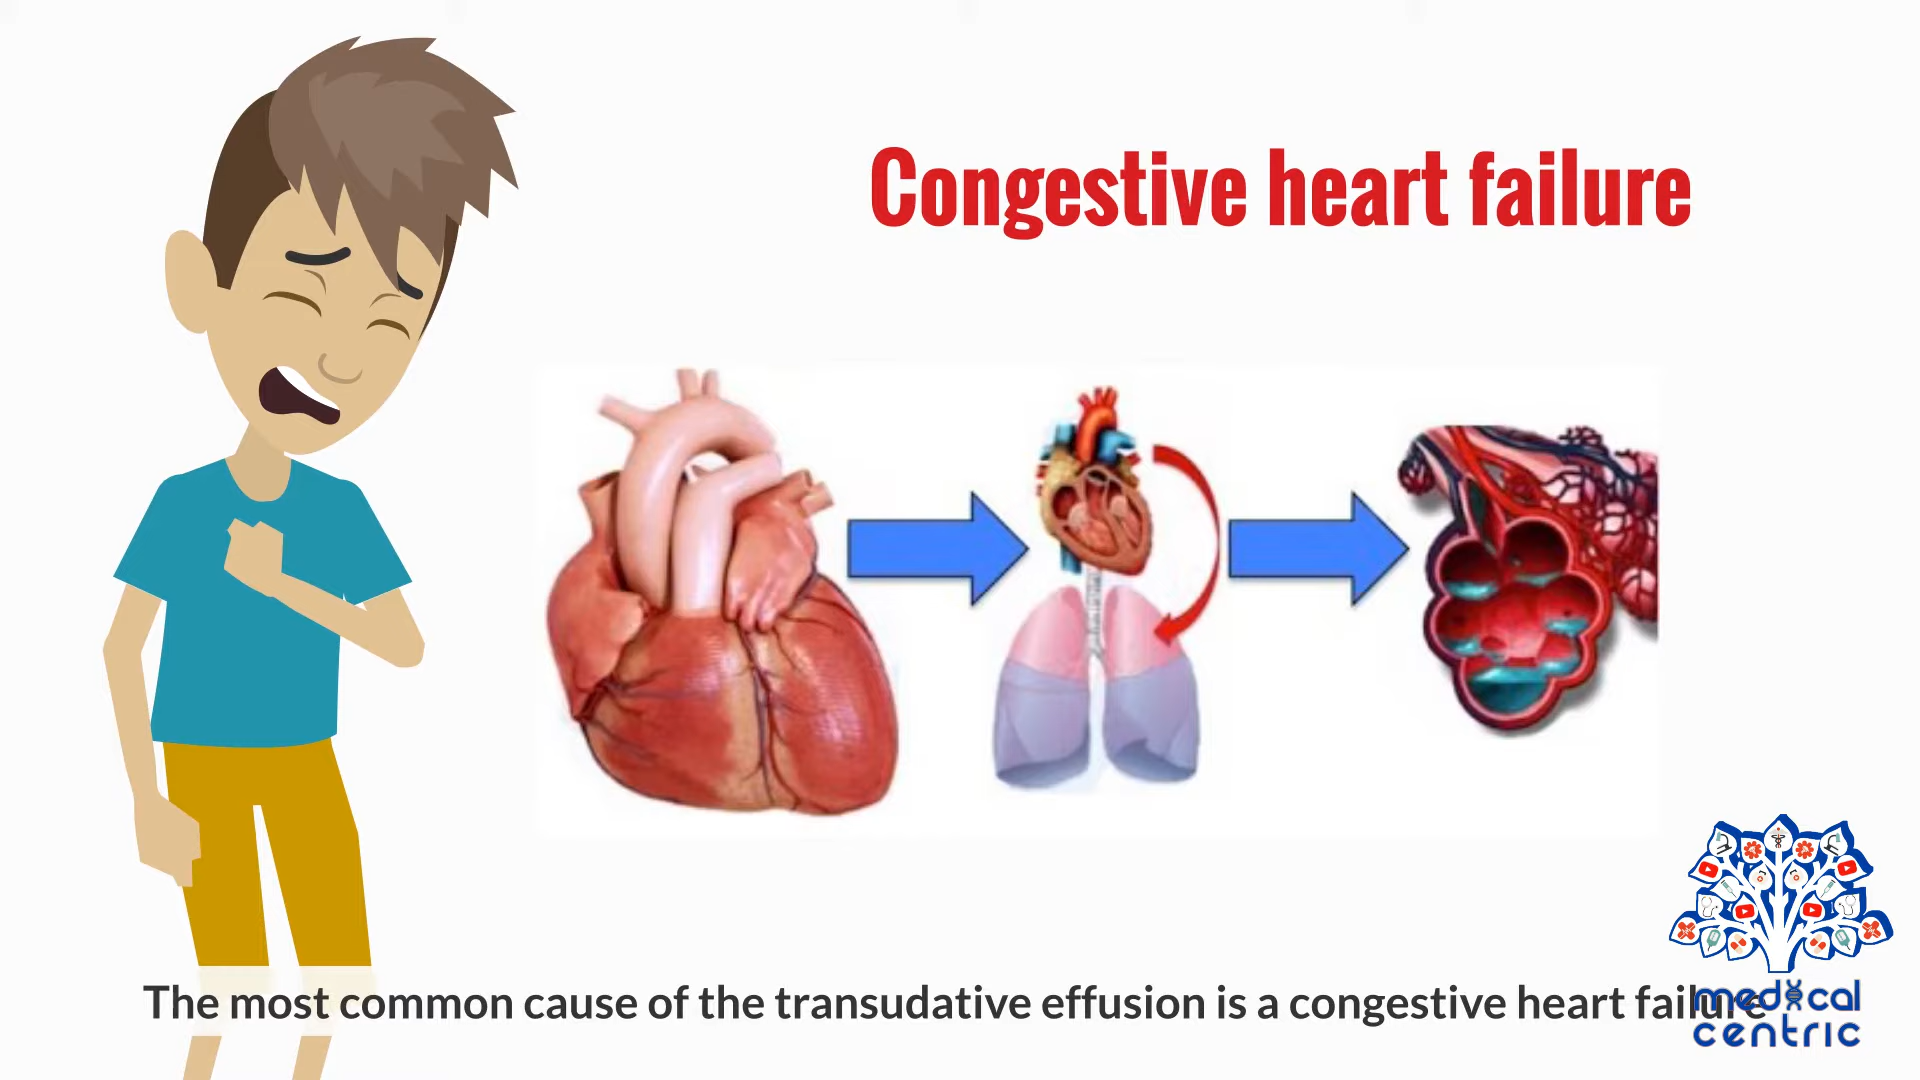 Congestive heart failure
The most common cause of the transudative effusion is a congestive heart failure
medical
centric